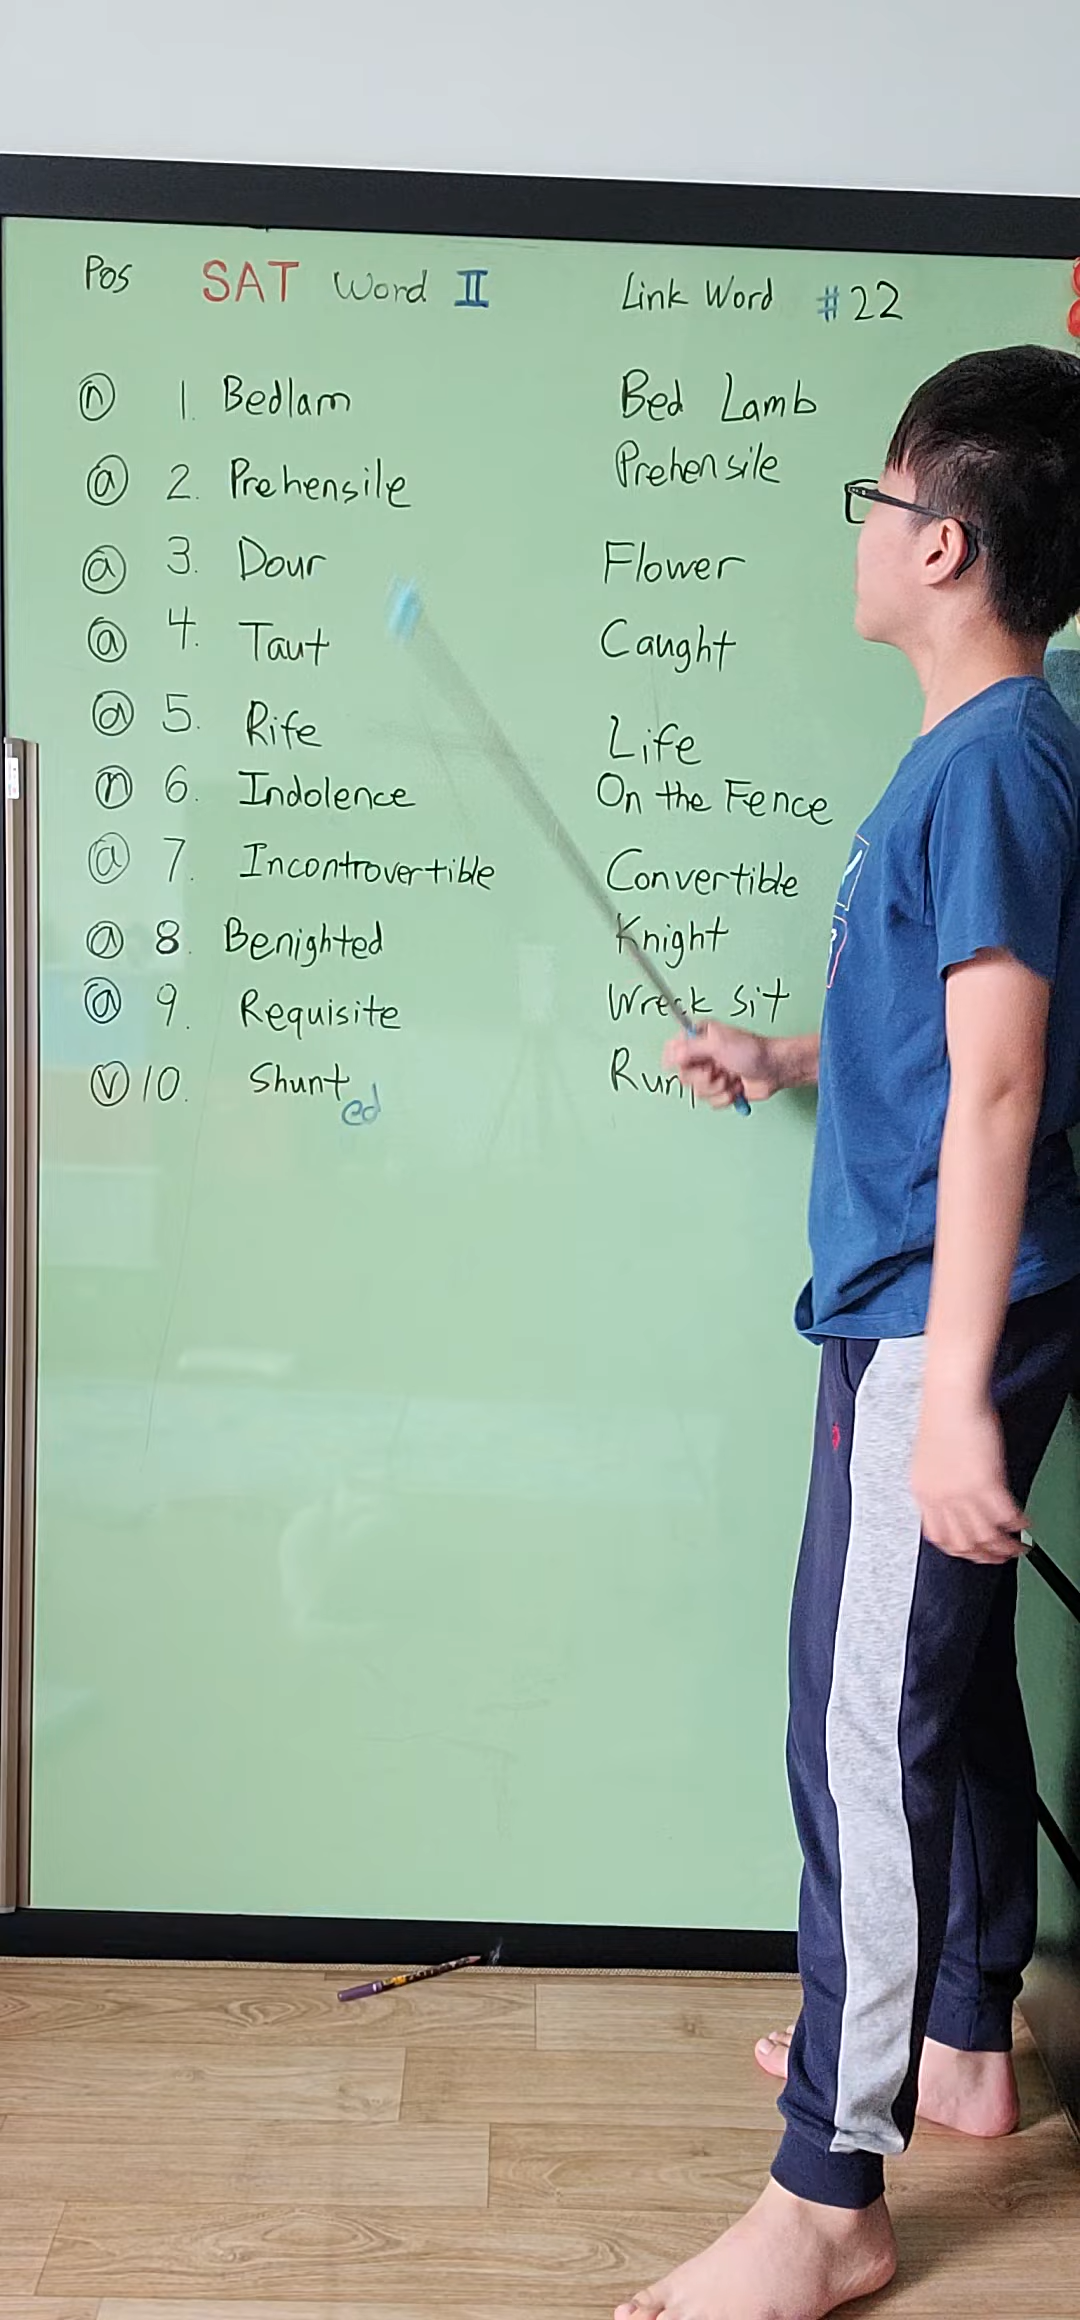 Pos SAT Word II Link Word #22
n 1. Bedlam Bed Lamb
a 2. Prehensile Prehensile
a 3. Dour Flower
a 4. Taut Caught
a 5. Rife Life
n 6. Indolence On the Fence
a 7. Incontrovertible Convertible
a 8. Benighted Knight
a 9. Requisite Wreck Sit
v 10. Shunted